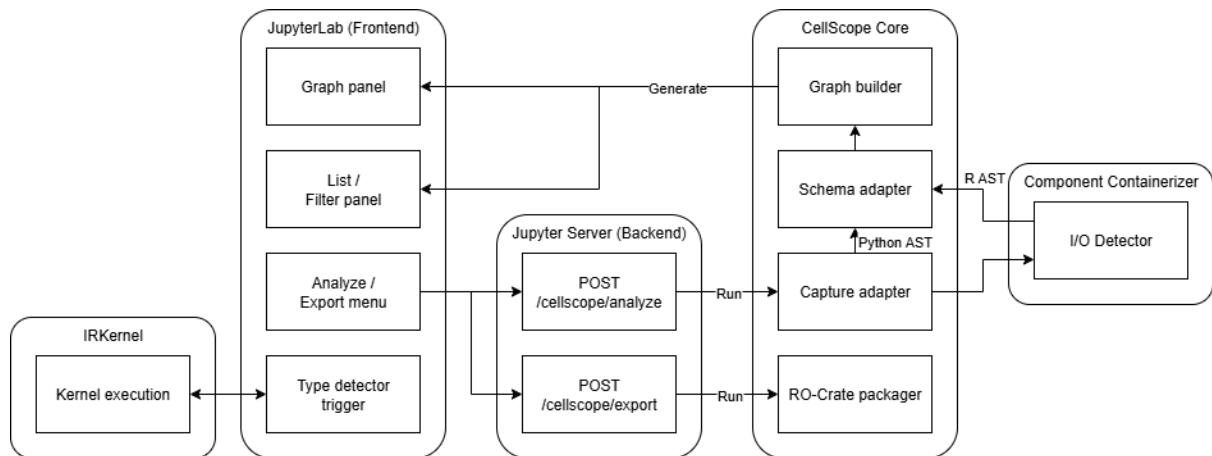 JupyterLab (Frontend)
Graph panel
List /
Filter panel
Analyze /
Export menu
Type detector
trigger
IRKernel
Kernel execution
Jupyter Server (Backend)
POST
/cellscope/analyze
POST
/cellscope/export
Generate
Run
Run
CellScope Core
Graph builder
Schema adapter
Python AST
Capture adapter
RO-Crate packager
R AST
Component Containerizer
I/O Detector